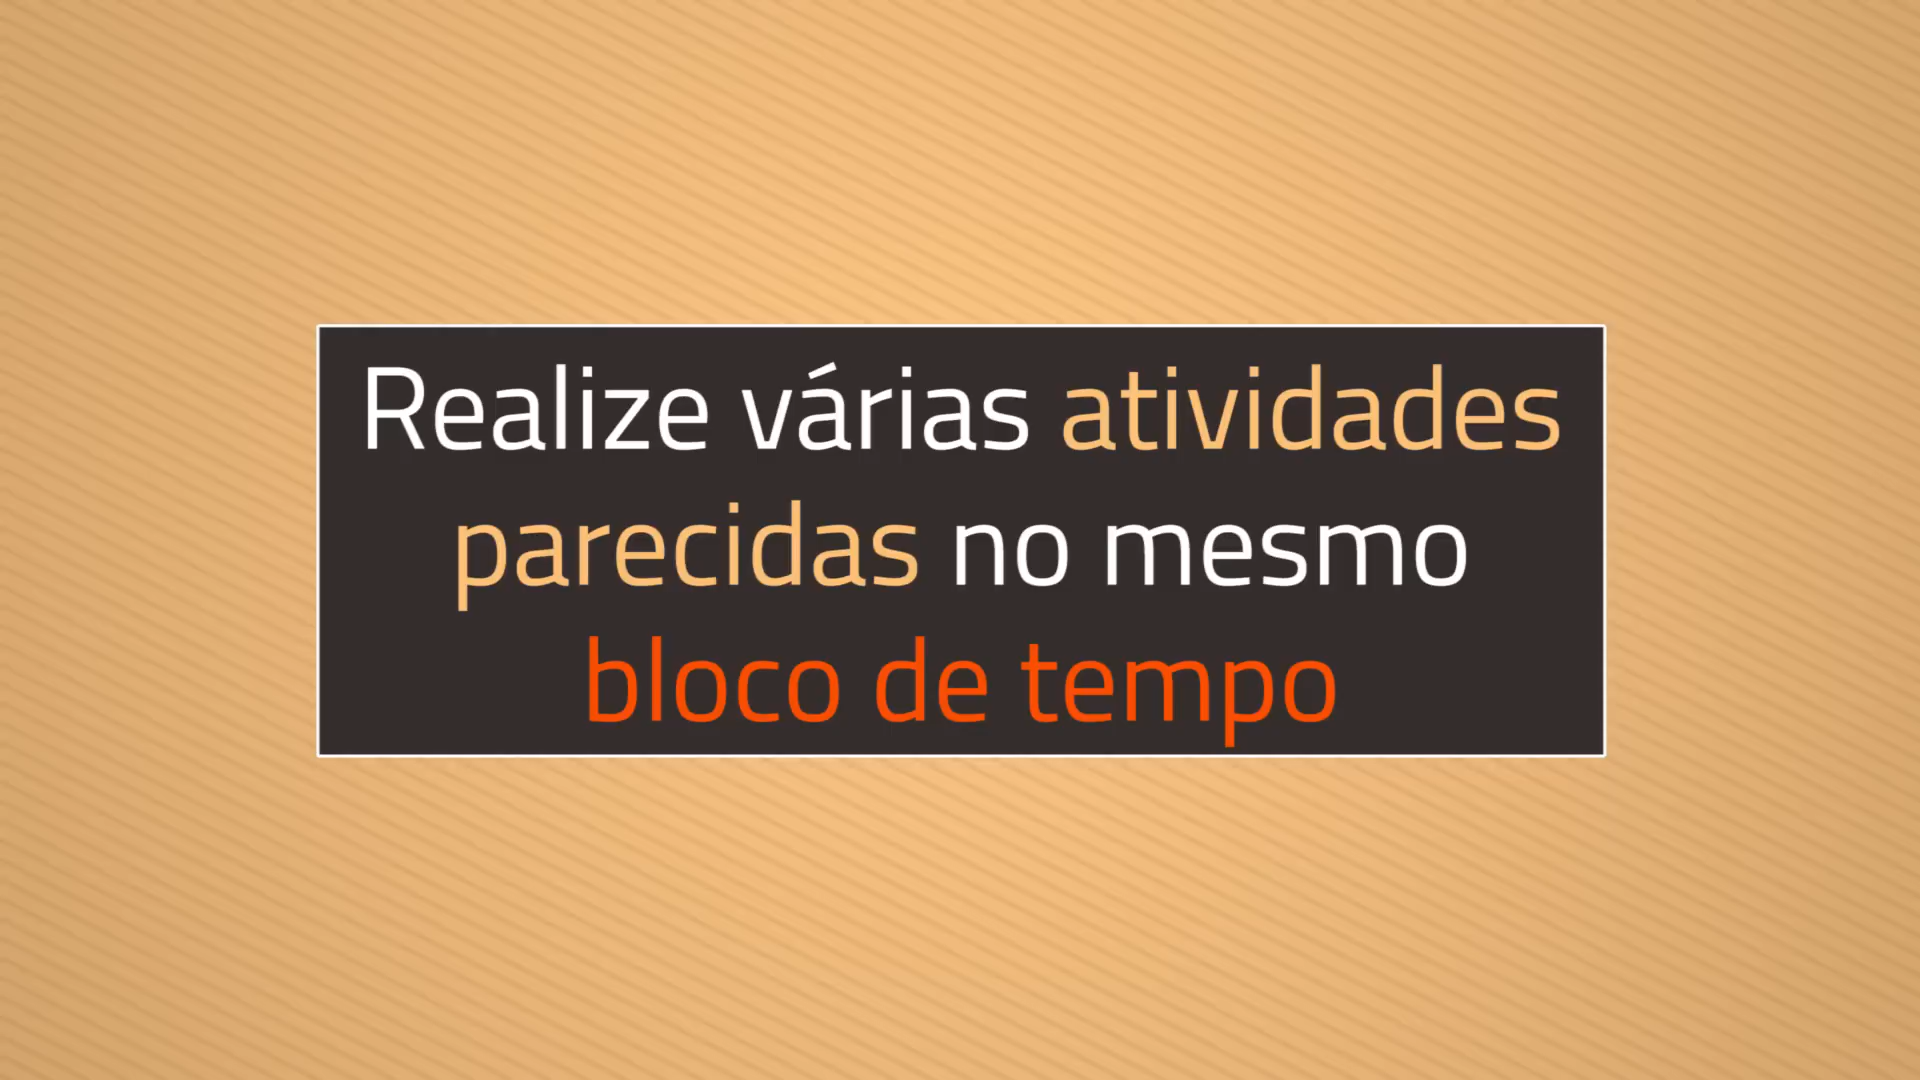 Realize várias atividades
parecidas no mesmo
bloco de tempo